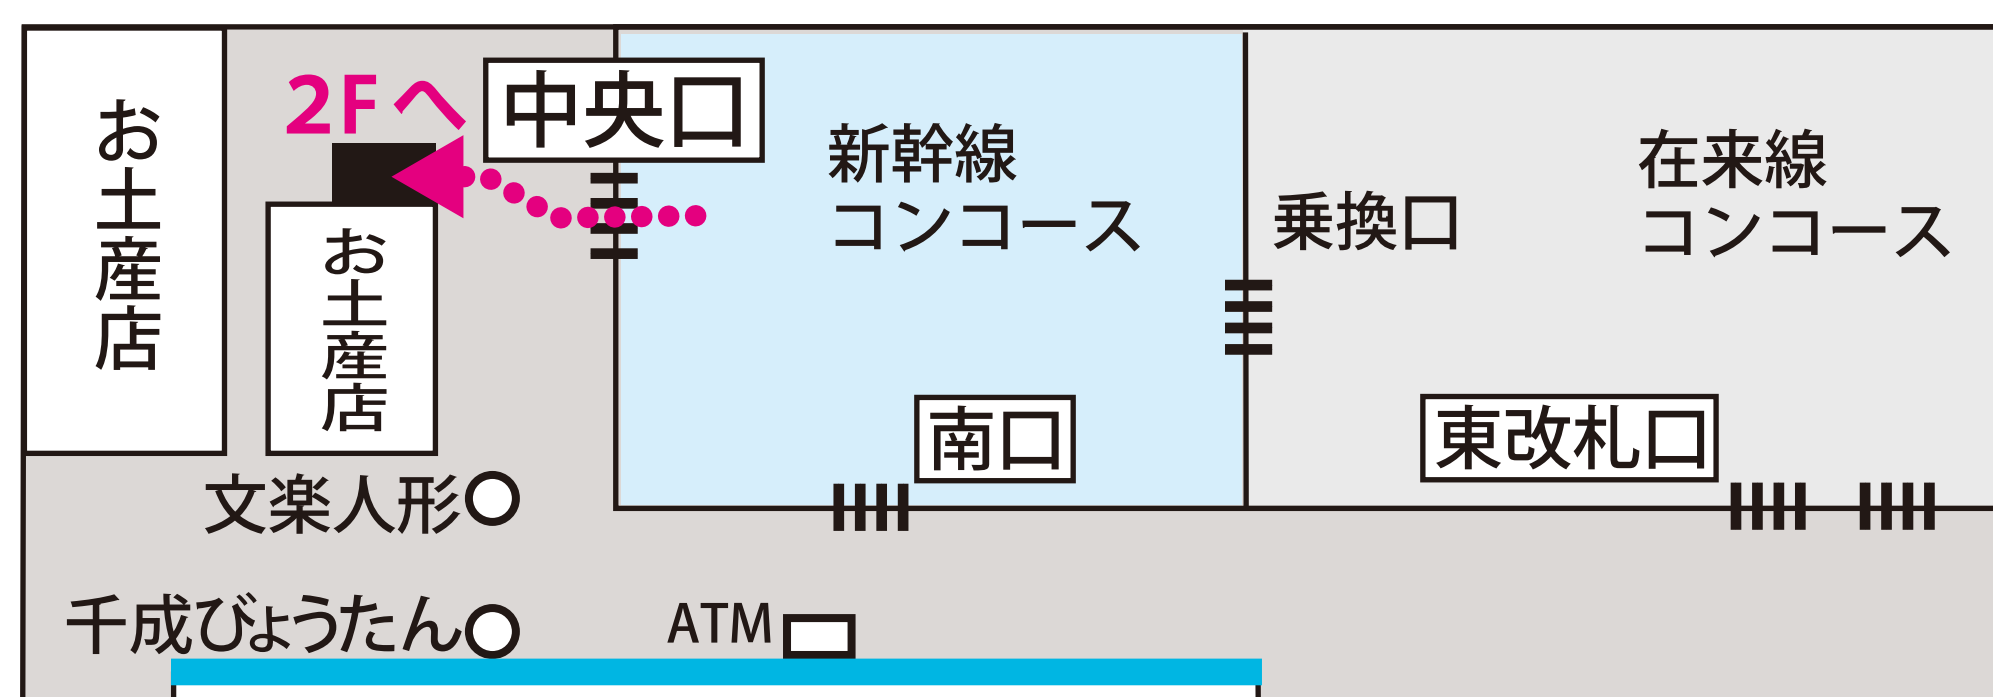 お土産店
2Fへ
お土産店
中央口
新幹線
コンコース
乗換口
在来線
コンコース
南口
東改札口
文楽人形
千成びょうたん
ATM